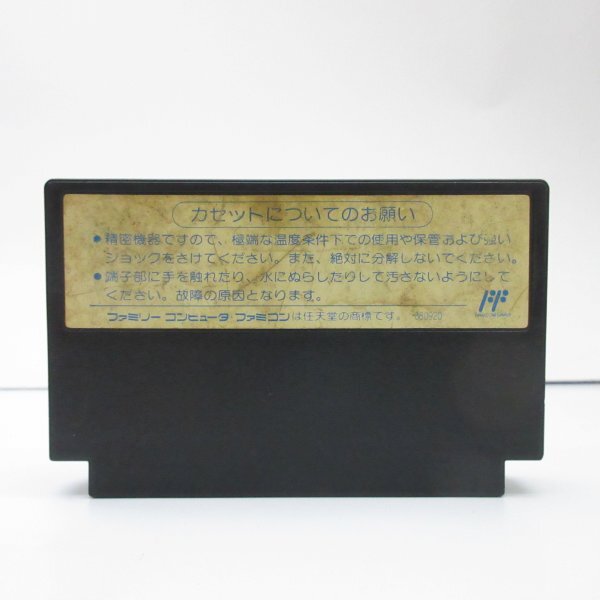 カセットについてのお願い
●精密機器ですので、極端な温度条件下での使用や保管および強い
ショックをさけてください。また、絶対に分解しないでください。
●端子部に手を触れたり、水にぬらしたりして汚さないようにして
ください。故障の原因となります。
ファミリーコンピュータ・ファミコンは任天堂の商標です。